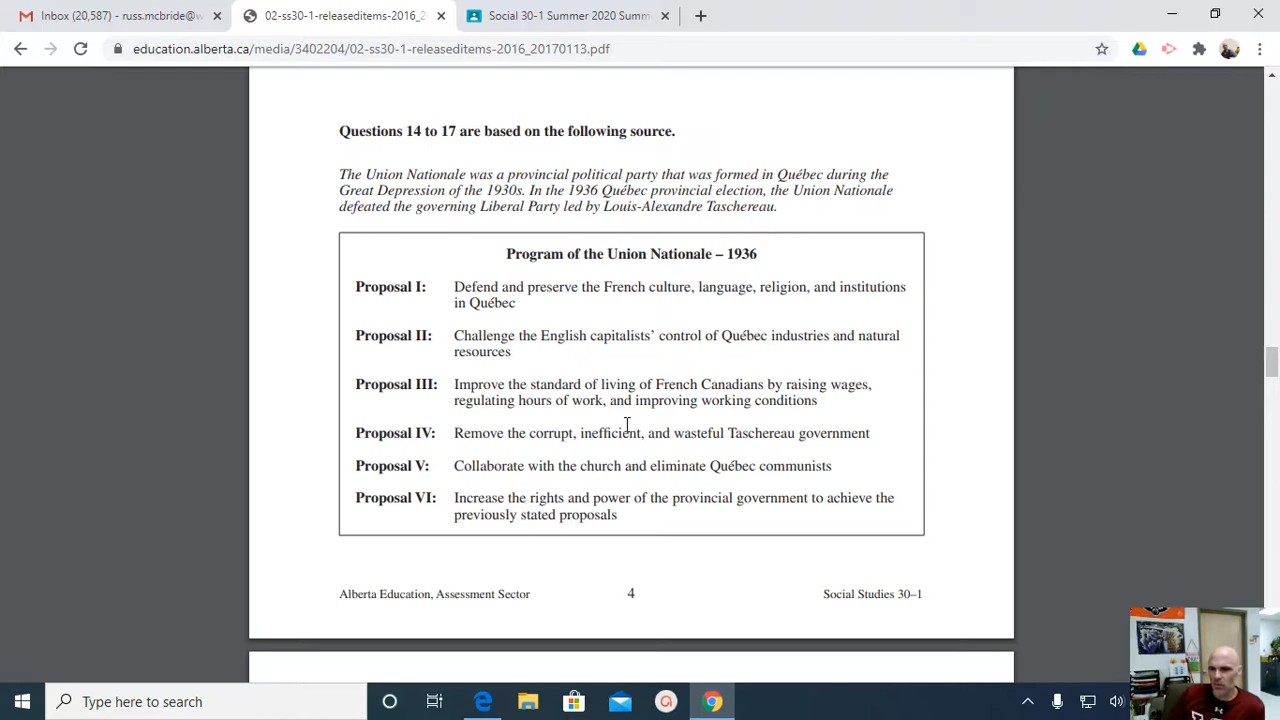 Inbox (20,587) - russ.mcbride@w
02-ss30-1-releaseditems-2016_2
Social 30-1 Summer 2020 Summ
education.alberta.ca/media/3402204/02-ss30-1-releaseditems-2016_20170113.pdf
Questions 14 to 17 are based on the following source.
The Union Nationale was a provincial political party that was formed in Québec during the
Great Depression of the 1930s. In the 1936 Québec provincial election, the Union Nationale
defeated the governing Liberal Party led by Louis-Alexandre Taschereau.
Program of the Union Nationale – 1936
Proposal I: Defend and preserve the French culture, language, religion, and institutions
in Québec
Proposal II: Challenge the English capitalists’ control of Québec industries and natural
resources
Proposal III: Improve the standard of living of French Canadians by raising wages,
regulating hours of work, and improving working conditions
Proposal IV: Remove the corrupt, inefficient, and wasteful Taschereau government
Proposal V: Collaborate with the church and eliminate Québec communists
Proposal VI: Increase the rights and power of the provincial government to achieve the
previously stated proposals
Alberta Education, Assessment Sector 4 Social Studies 30–1
Type here to search